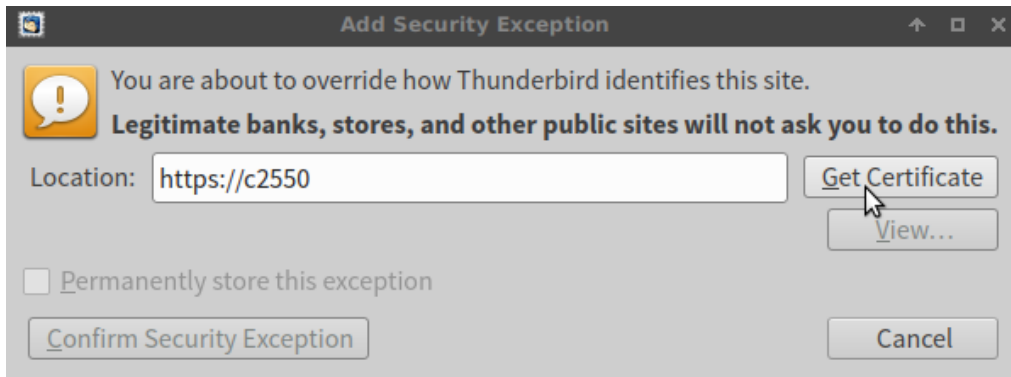 Add Security Exception
You are about to override how Thunderbird identifies this site.
Legitimate banks, stores, and other public sites will not ask you to do this.
Location: https://c2550 Get Certificate
View...
Permanently store this exception
Confirm Security Exception Cancel